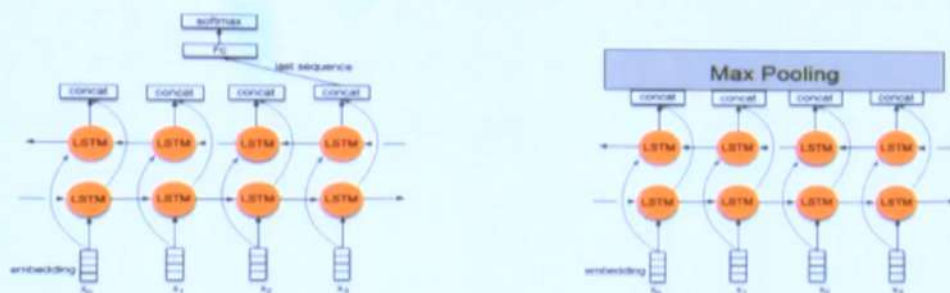 softmax
FC
last sequence
concat concat concat concat
LSTM LSTM LSTM LSTM
LSTM LSTM LSTM LSTM
embedding
Max Pooling
concat concat concat concat
LSTM LSTM LSTM LSTM
LSTM LSTM LSTM LSTM
embedding